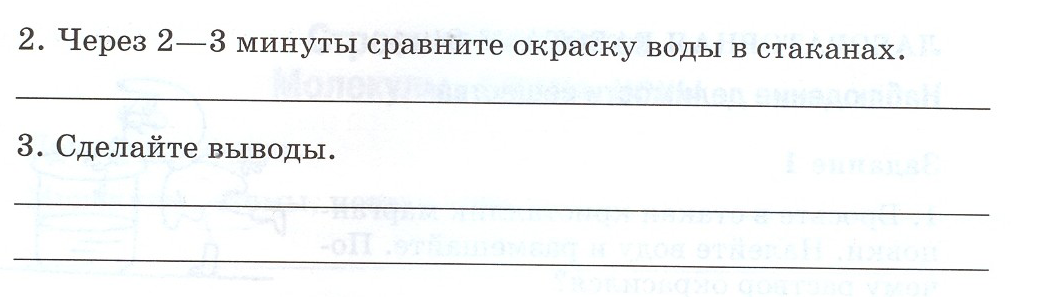 2. Через 2—3 минуты сравните окраску воды в стаканах.
3. Сделайте выводы.